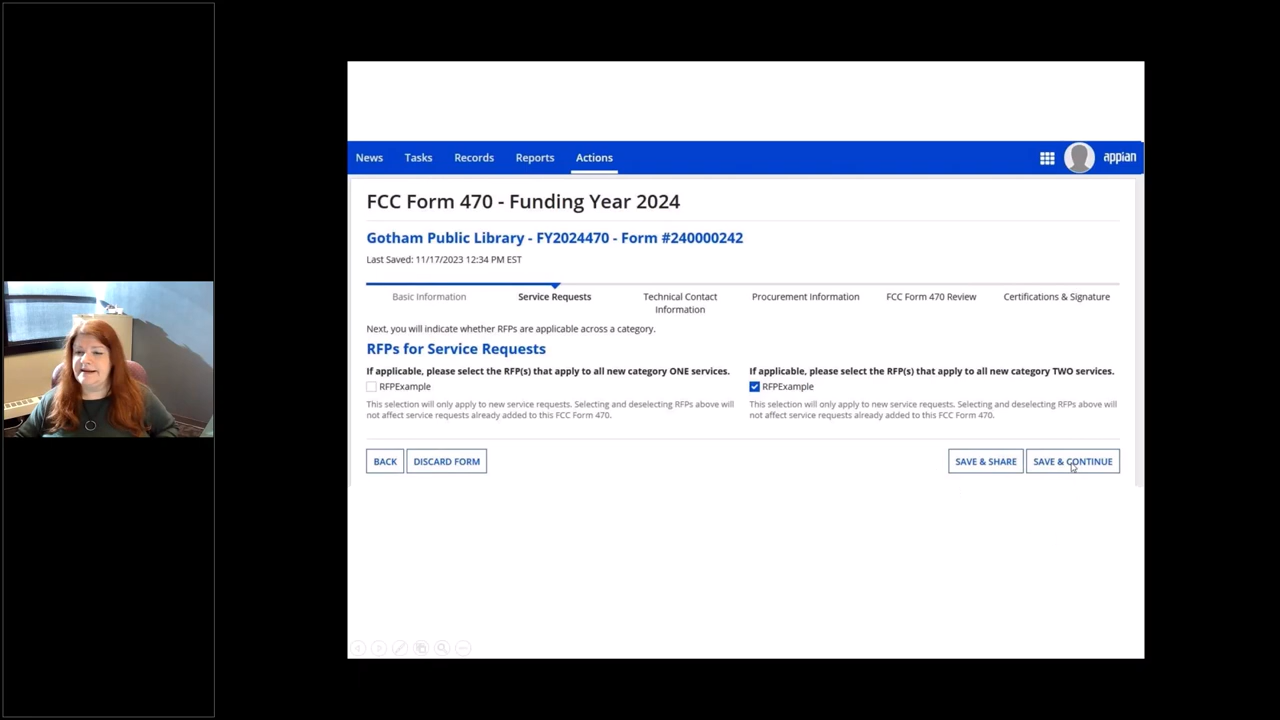 News Tasks Records Reports Actions appian
FCC Form 470 - Funding Year 2024
Gotham Public Library - FY2024470 - Form #240000242
Last Saved: 11/17/2023 12:34 PM EST
Basic Information Service Requests Technical Contact Information Procurement Information FCC Form 470 Review Certifications & Signature
Next, you will indicate whether RFPs are applicable across a category.
RFPs for Service Requests
If applicable, please select the RFP(s) that apply to all new category ONE services.
RFPExample
This selection will only apply to new service requests. Selecting and deselecting RFPs above will
not affect service requests already added to this FCC Form 470.
If applicable, please select the RFP(s) that apply to all new category TWO services.
RFPExample
This selection will only apply to new service requests. Selecting and deselecting RFPs above will
not affect service requests already added to this FCC Form 470.
BACK DISCARD FORM SAVE & SHARE SAVE & CONTINUE